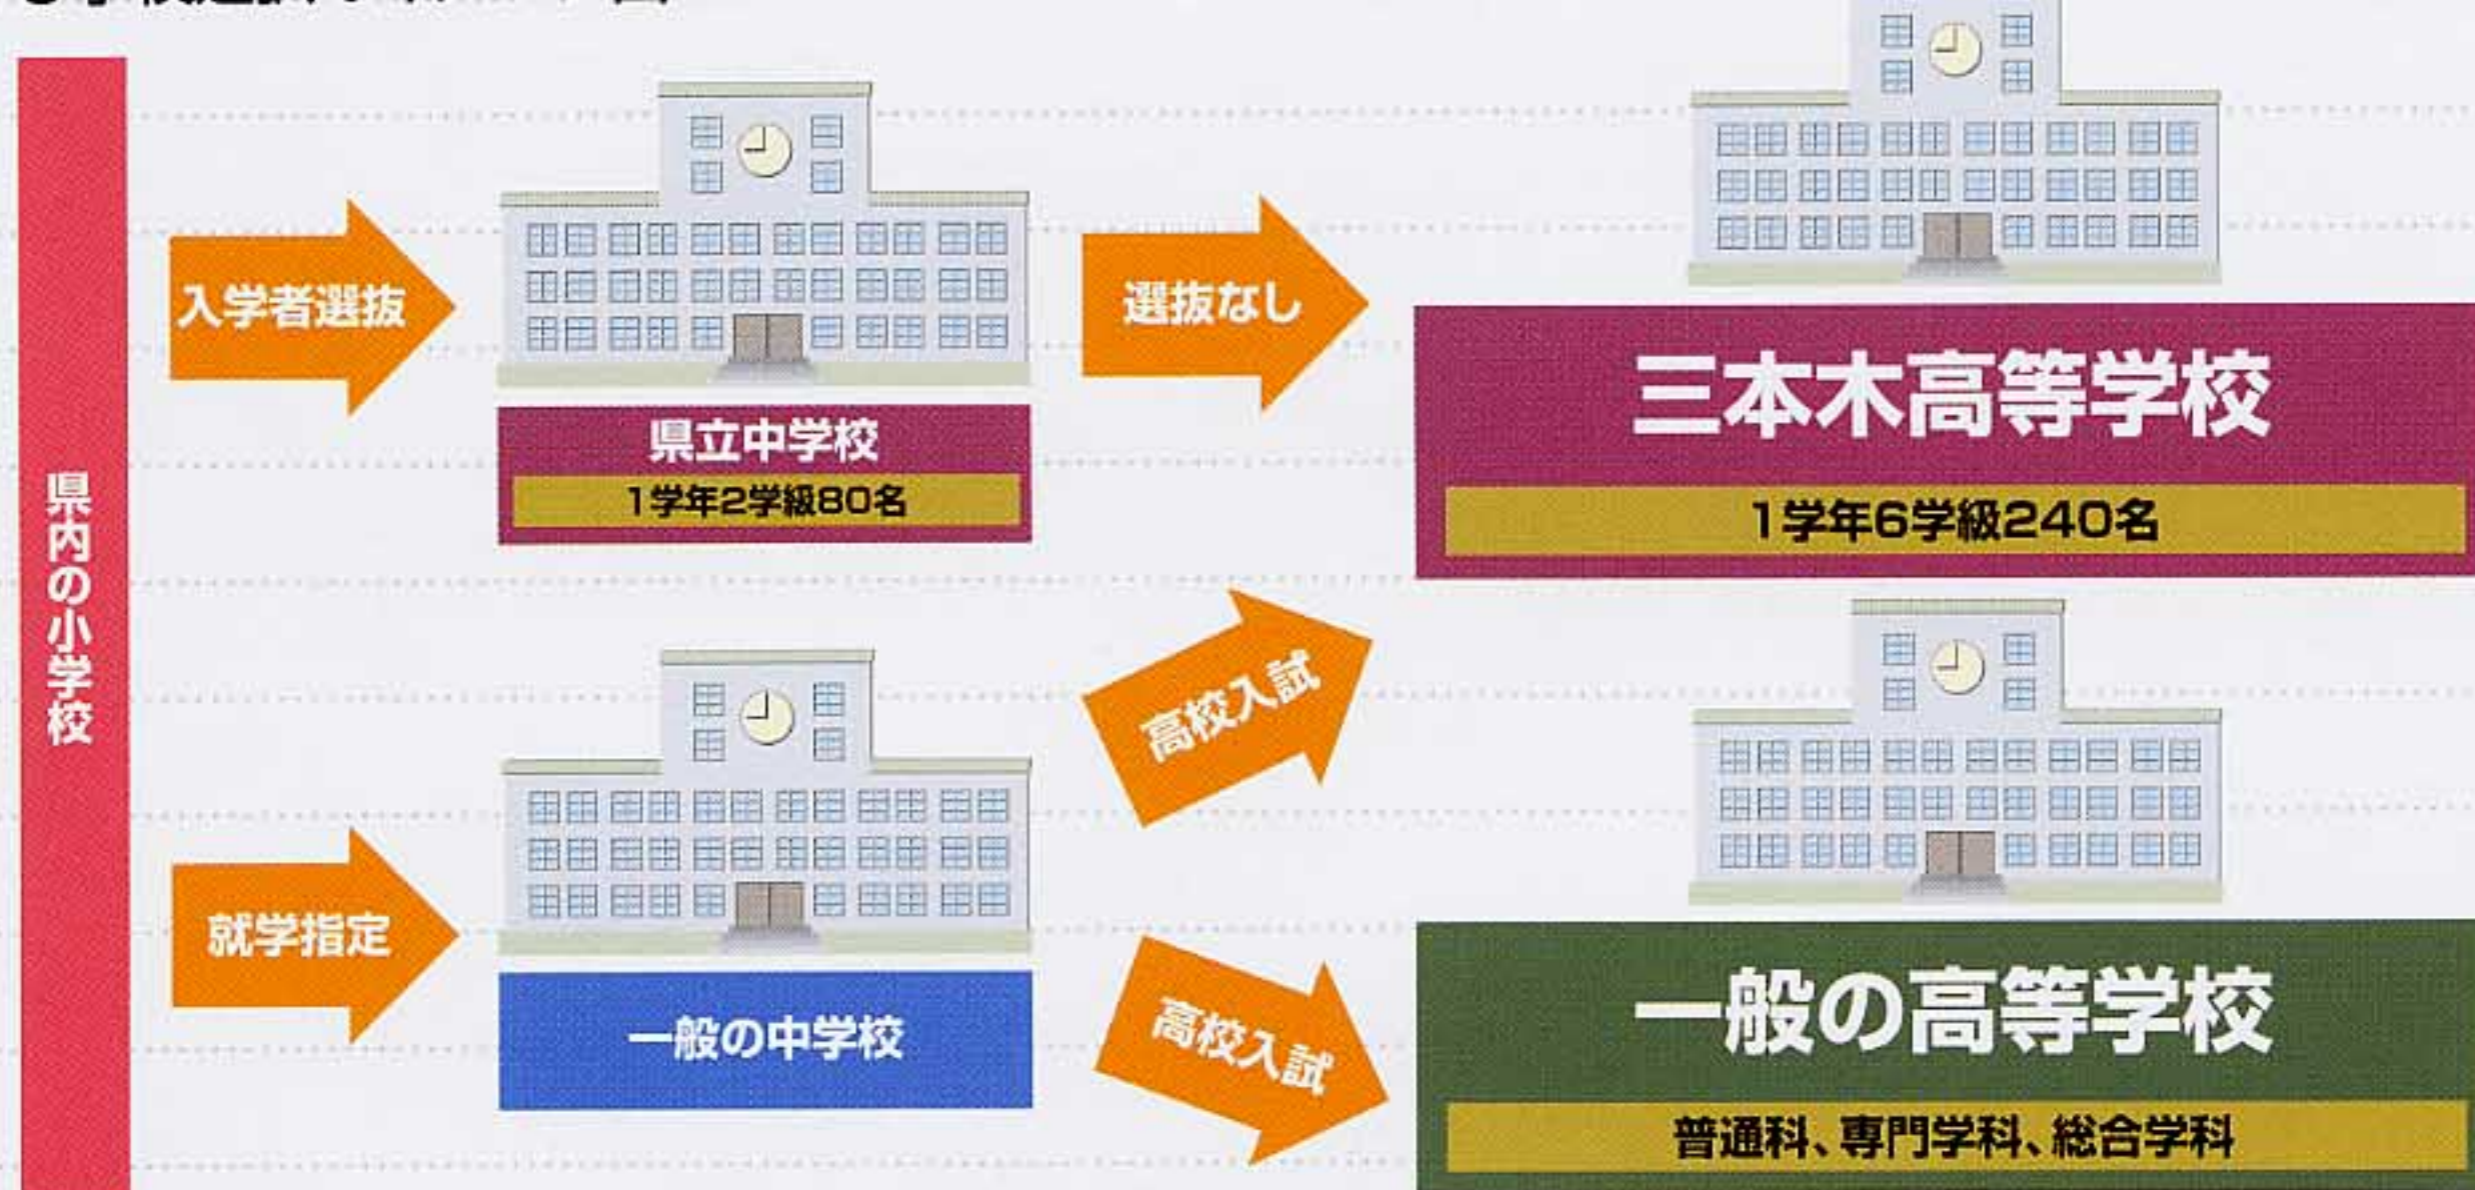 県内の小学校
入学者選抜
県立中学校
1学年2学級80名
選抜なし
三本木高等学校
1学年6学級240名
就学指定
一般の中学校
高校入試
高校入試
一般の高等学校
普通科、専門学科、総合学科